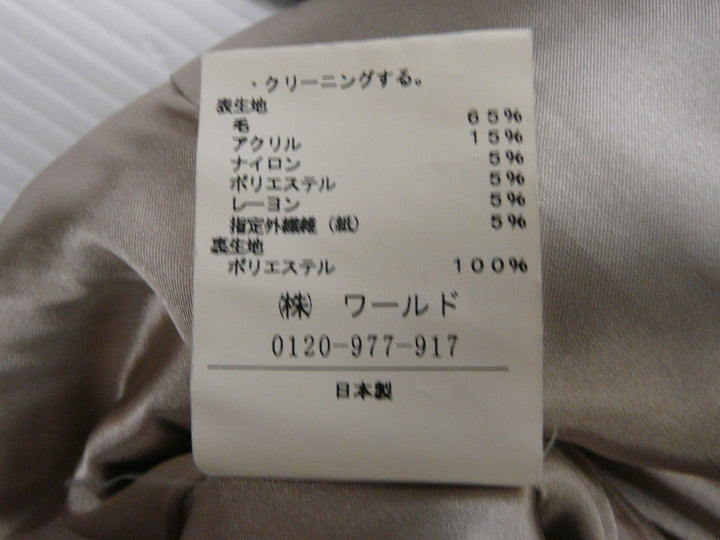 、クリーニングする。
表生地
毛 65%
アクリル 15%
ナイロン 5%
ポリエステル 5%
レーヨン 5%
指定外繊維（紙） 5%
裏生地
ポリエステル 100%
㈱ ワールド
0120-977-917
日本製